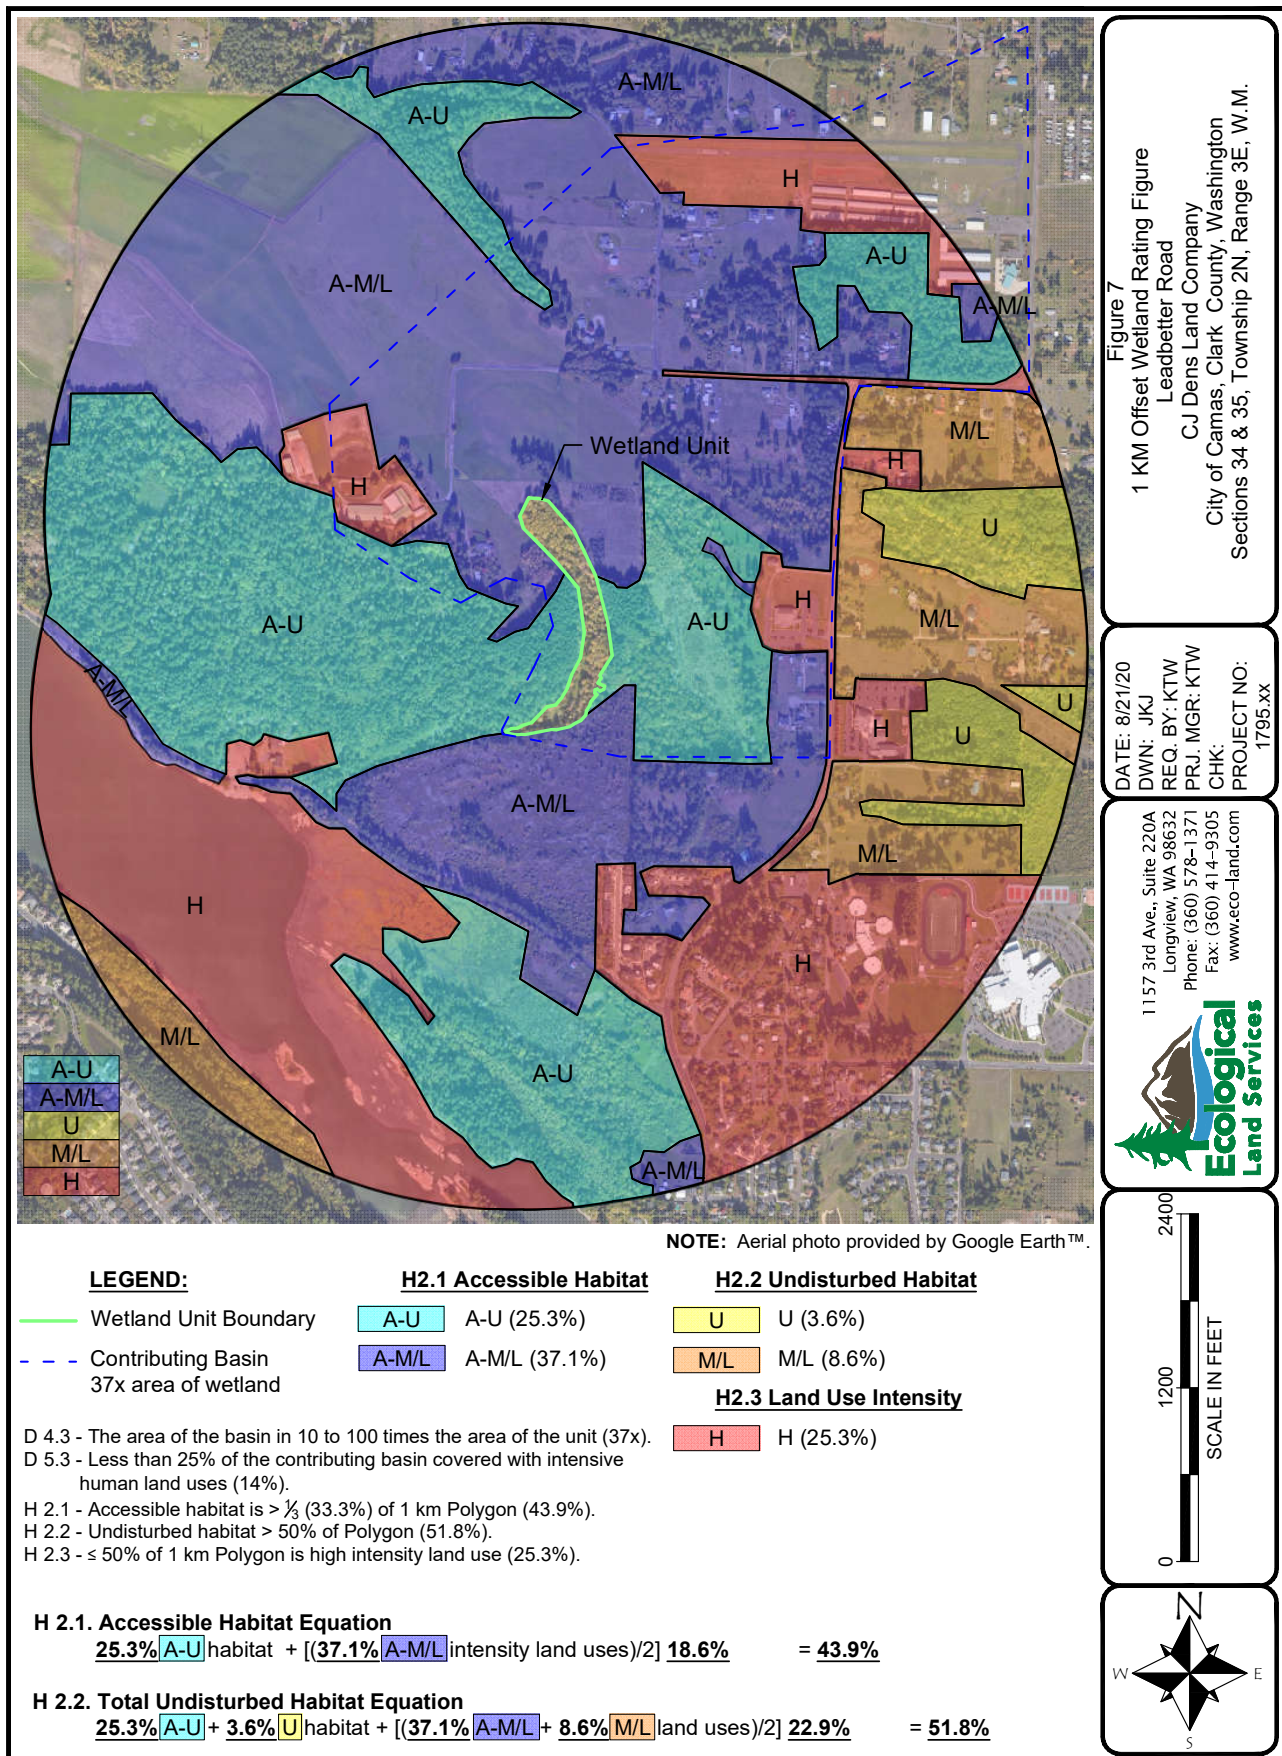 A-M/L
A-U
H
A-U
A-M/L
A-M/L
M/L
Wetland Unit
H
H
U
A-U
A-U
H
M/L
A-M/L
U
H
U
A-M/L
M/L
H
H
M/L
A-U
A-M/L
A-U
A-M/L
U
M/L
H
NOTE: Aerial photo provided by Google Earth™.
LEGEND:
Wetland Unit Boundary
Contributing Basin
37x area of wetland
H2.1 Accessible Habitat
A-U A-U (25.3%)
A-M/L A-M/L (37.1%)
H2.2 Undisturbed Habitat
U U (3.6%)
M/L M/L (8.6%)
H2.3 Land Use Intensity
H H (25.3%)
D 4.3 - The area of the basin in 10 to 100 times the area of the unit (37x).
D 5.3 - Less than 25% of the contributing basin covered with intensive
human land uses (14%).
H 2.1 - Accessible habitat is > ⅓ (33.3%) of 1 km Polygon (43.9%).
H 2.2 - Undisturbed habitat > 50% of Polygon (51.8%).
H 2.3 - ≤ 50% of 1 km Polygon is high intensity land use (25.3%).
H 2.1. Accessible Habitat Equation
25.3% A-U habitat + [(37.1% A-M/L intensity land uses)/2] 18.6% = 43.9%
H 2.2. Total Undisturbed Habitat Equation
25.3% A-U + 3.6% U habitat + [(37.1% A-M/L + 8.6% M/L land uses)/2] 22.9% = 51.8%
Figure 7
1 KM Offset Wetland Rating Figure
Leadbetter Road
CJ Dens Land Company
City of Camas, Clark County, Washington
Sections 34 & 35, Township 2N, Range 3E, W.M.
DATE: 8/21/20
DWN: JKJ
REQ. BY: KTW
PRJ. MGR: KTW
CHK:
PROJECT NO:
1795.xx
1157 3rd Ave., Suite 220A
Longview, WA 98632
Phone: (360) 578-1371
Fax: (360) 414-9305
www.eco-land.com
Ecological
Land Services
0 1200 2400
SCALE IN FEET
N
W E
S